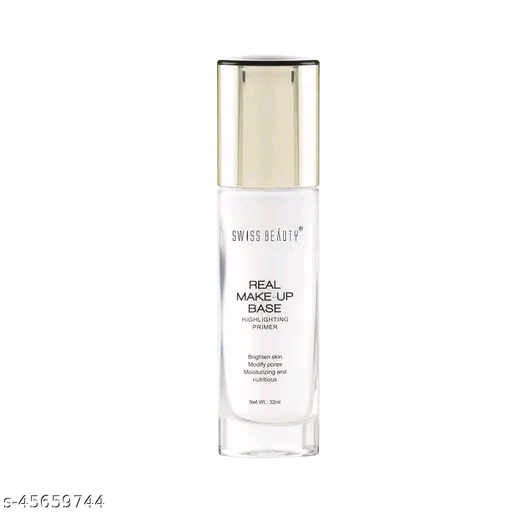 SWISS BEAUTY®
REAL
MAKE-UP
BASE
HIGHLIGHTING
PRIMER
Brighten skin
Modify pores
Moisturizing and
nutritious
Net Wt : 32ml
s-45659744